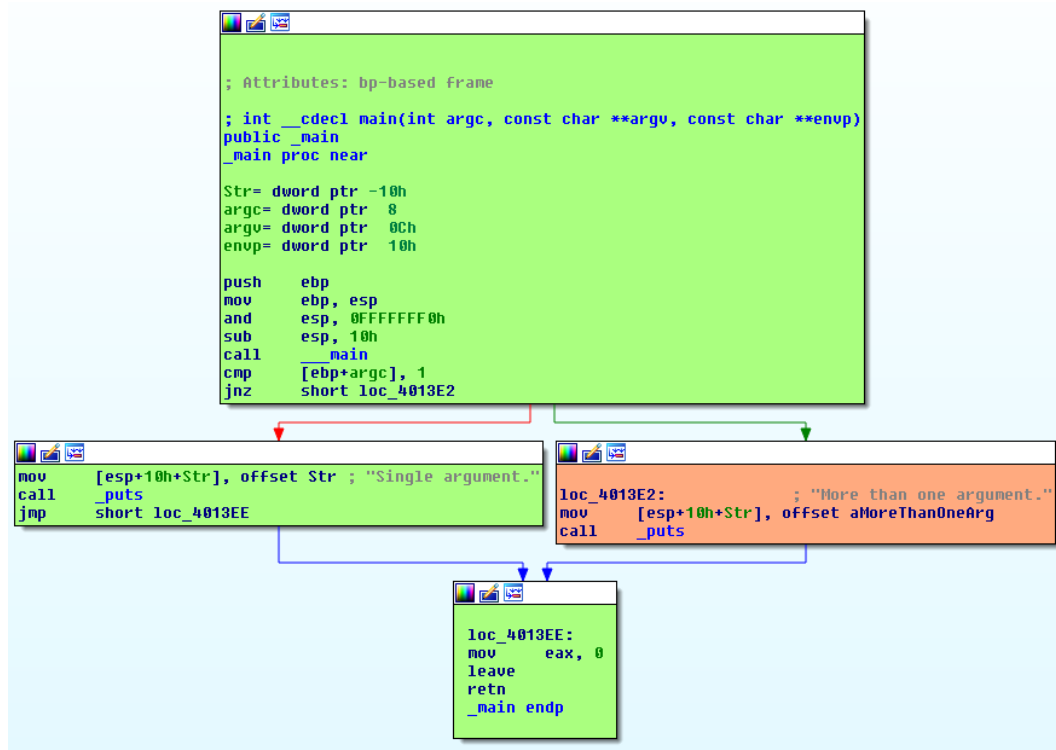 ; Attributes: bp-based frame
; int __cdecl main(int argc, const char **argv, const char **envp)
public _main
_main proc near
Str= dword ptr -10h
argc= dword ptr  8
argv= dword ptr  0Ch
envp= dword ptr  10h
push    ebp
mov     ebp, esp
and     esp, 0FFFFFFF0h
sub     esp, 10h
call    ___main
cmp     [ebp+argc], 1
jnz     short loc_4013E2
mov     [esp+10h+Str], offset Str ; "Single argument."
call    _puts
jmp     short loc_4013EE
loc_4013E2:             ; "More than one argument."
mov     [esp+10h+Str], offset aMoreThanOneArg
call    _puts
loc_4013EE:
mov     eax, 0
leave
retn
_main endp